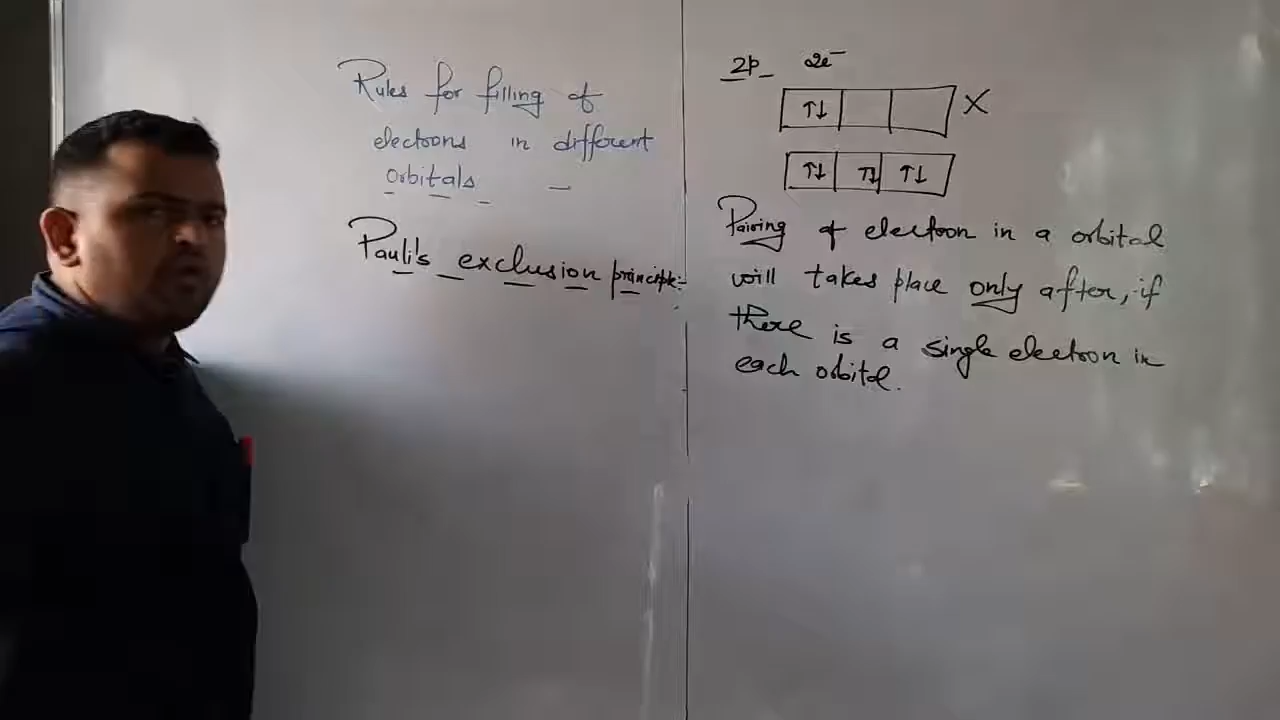 Rules for filling of
electrons in different
orbitals -
Pauli's exclusion principle:-
2p 2e⁻
↑↓ X
↑↓ ↑↓ ↑↓
Pairing of electron in a orbital
will takes place only after, if
there is a single electron in
each orbital.